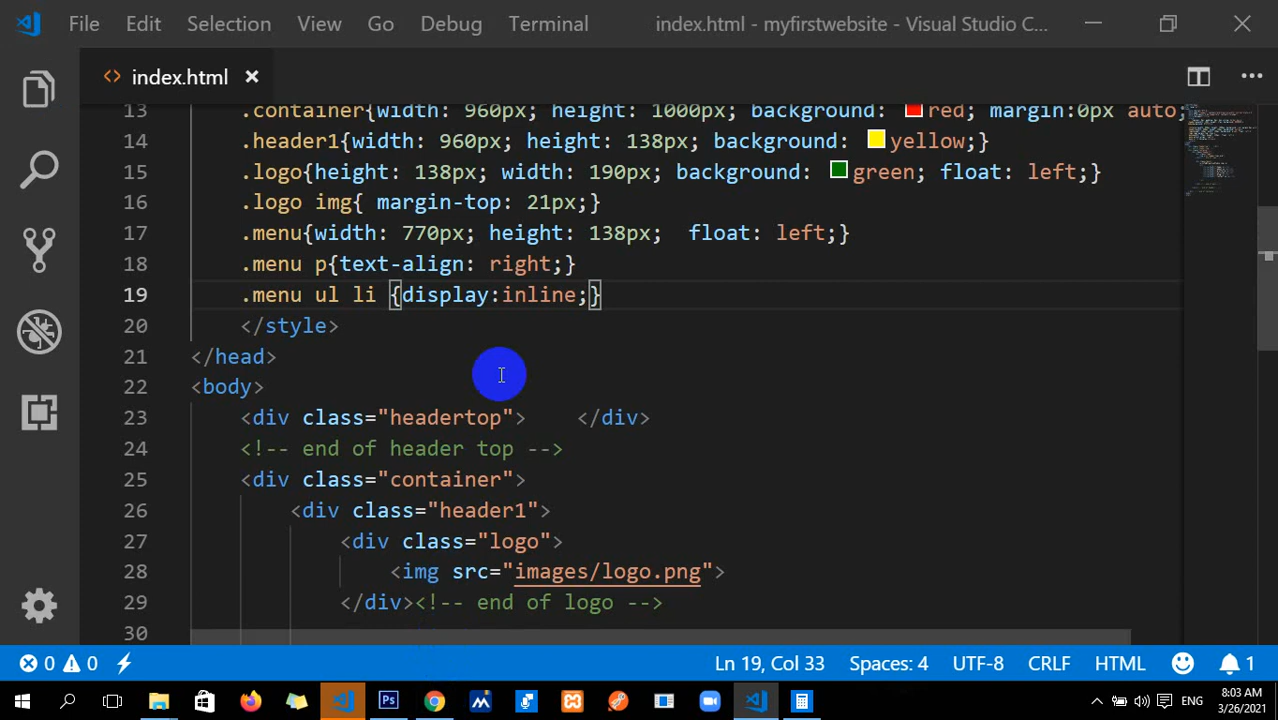 File Edit Selection View Go Debug Terminal index.html - myfirstwebsite - Visual Studio C...
index.html
13 .container{width: 960px; height: 1000px; background: red; margin:0px auto;
14 .header1{width: 960px; height: 138px; background: yellow;}
15 .logo{height: 138px; width: 190px; background: green; float: left;}
16 .logo img{ margin-top: 21px;}
17 .menu{width: 770px; height: 138px;  float: left;}
18 .menu p{text-align: right;}
19 .menu ul li {display:inline;}
20 </style>
21 </head>
22 <body>
23 <div class="headertop">    </div>
24 <!-- end of header top -->
25 <div class="container">
26 <div class="header1">
27 <div class="logo">
28 <img src="images/logo.png">
29 </div><!-- end of logo -->
30
0 0 Ln 19, Col 33 Spaces: 4 UTF-8 CRLF HTML 1
Ps ENG 8:03 AM
3/26/2021